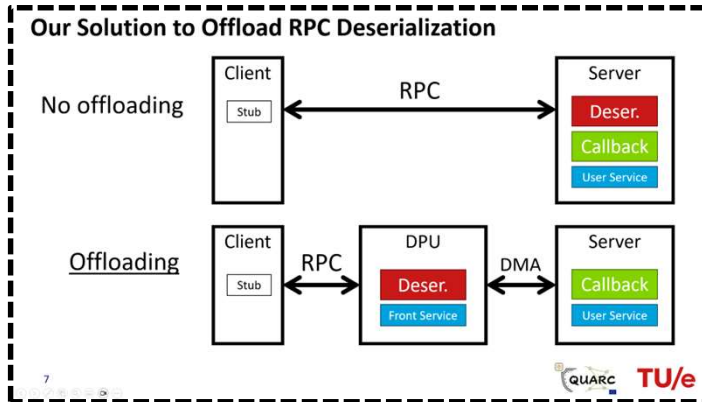 Our Solution to Offload RPC Deserialization
No offloading
Client
Stub
RPC
Server
Deser.
Callback
User Service
Offloading
Client
Stub
RPC
DPU
Deser.
Front Service
DMA
Server
Callback
User Service
7
QUARC
TU/e